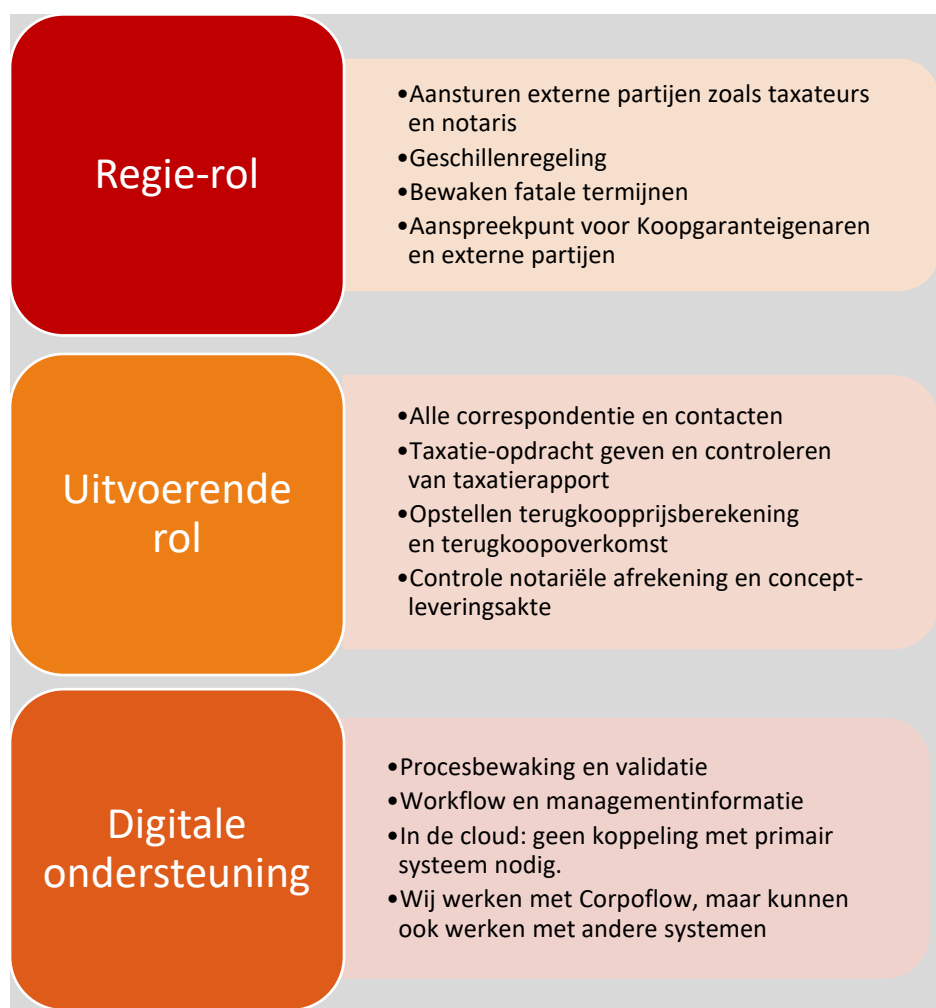 Regie-rol
•Aansturen externe partijen zoals taxateurs
en notaris
•Geschillenregeling
•Bewaken fatale termijnen
•Aanspreekpunt voor Koopgaranteigenaren
en externe partijen
Uitvoerende
rol
•Alle correspondentie en contacten
•Taxatie-opdracht geven en controleren
van taxatierapport
•Opstellen terugkoopprijsberekening
en terugkoopoverkomst
•Controle notariële afrekening en concept-
leveringsakte
Digitale
ondersteuning
•Procesbewaking en validatie
•Workflow en managementinformatie
•In de cloud: geen koppeling met primair
systeem nodig.
•Wij werken met Corpoflow, maar kunnen
ook werken met andere systemen